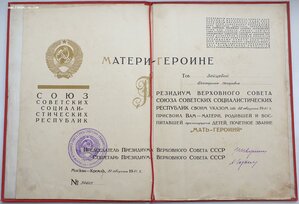 СОЮЗ
СОВЕТСКИХ
СОЦИАЛИ-
СТИЧЕСКИХ
РЕСПУБЛИК
МАТЕРИ-ГЕРОИНЕ
Тов.
ПРЕЗИДИУМ ВЕРХОВНОГО СОВЕТА
СОЮЗА СОВЕТСКИХ СОЦИАЛИСТИЧЕСКИХ
РЕСПУБЛИК СВОИМ УКАЗОМ от
ПРИСВОИЛ ВАМ—МАТЕРИ, РОДИВШЕЙ И ВОС-
ПИТАВШЕЙ ДЕТЕЙ, ПОЧЕТНОЕ ЗВАНИЕ
"МАТЬ-ГЕРОИНЯ"
ПРЕДСЕДАТЕЛЬ ПРЕЗИДИУМА ВЕРХОВНОГО СОВЕТА СССР
СЕКРЕТАРЬ ПРЕЗИДИУМА ВЕРХОВНОГО СОВЕТА СССР
Москва—Кремль
№